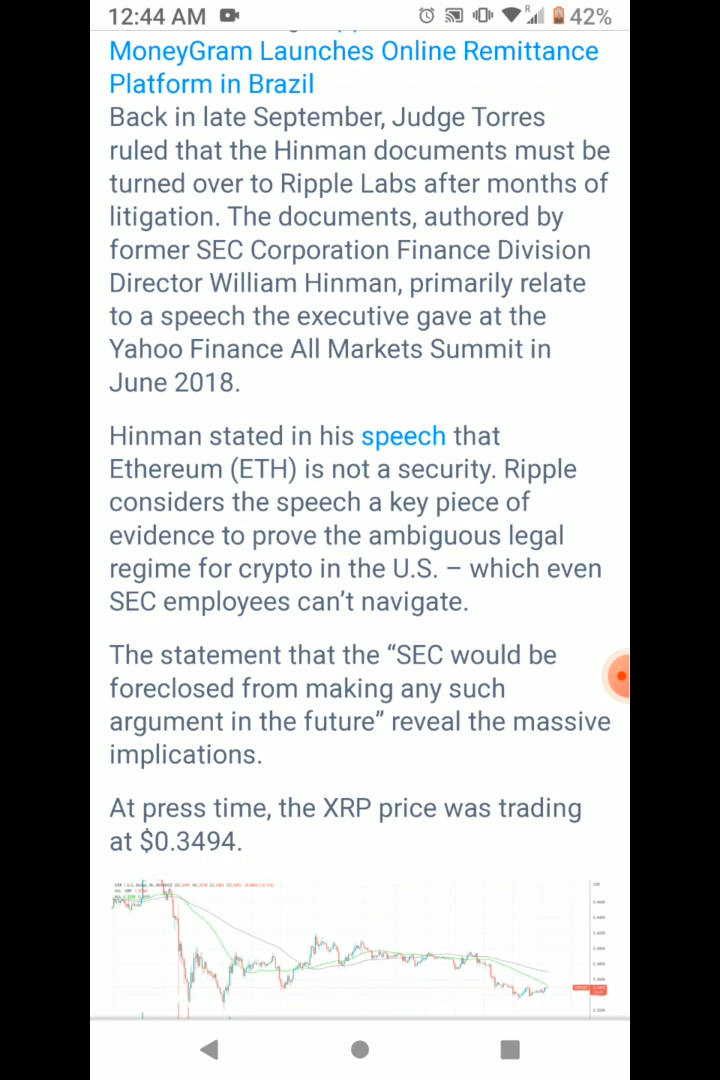 12:44 AM
R
42%
MoneyGram Launches Online Remittance
Platform in Brazil
Back in late September, Judge Torres
ruled that the Hinman documents must be
turned over to Ripple Labs after months of
litigation. The documents, authored by
former SEC Corporation Finance Division
Director William Hinman, primarily relate
to a speech the executive gave at the
Yahoo Finance All Markets Summit in
June 2018.
Hinman stated in his speech that
Ethereum (ETH) is not a security. Ripple
considers the speech a key piece of
evidence to prove the ambiguous legal
regime for crypto in the U.S. – which even
SEC employees can’t navigate.
The statement that the “SEC would be
foreclosed from making any such
argument in the future” reveal the massive
implications.
At press time, the XRP price was trading
at $0.3494.